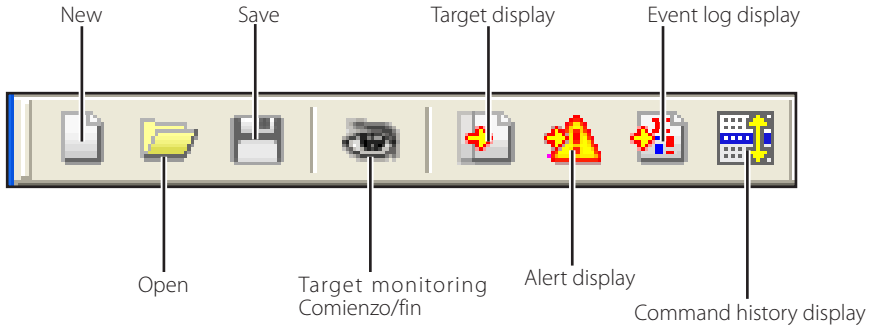 New
Save
Target display
Event log display
Open
Target monitoring
Comienzo/fin
Alert display
Command history display